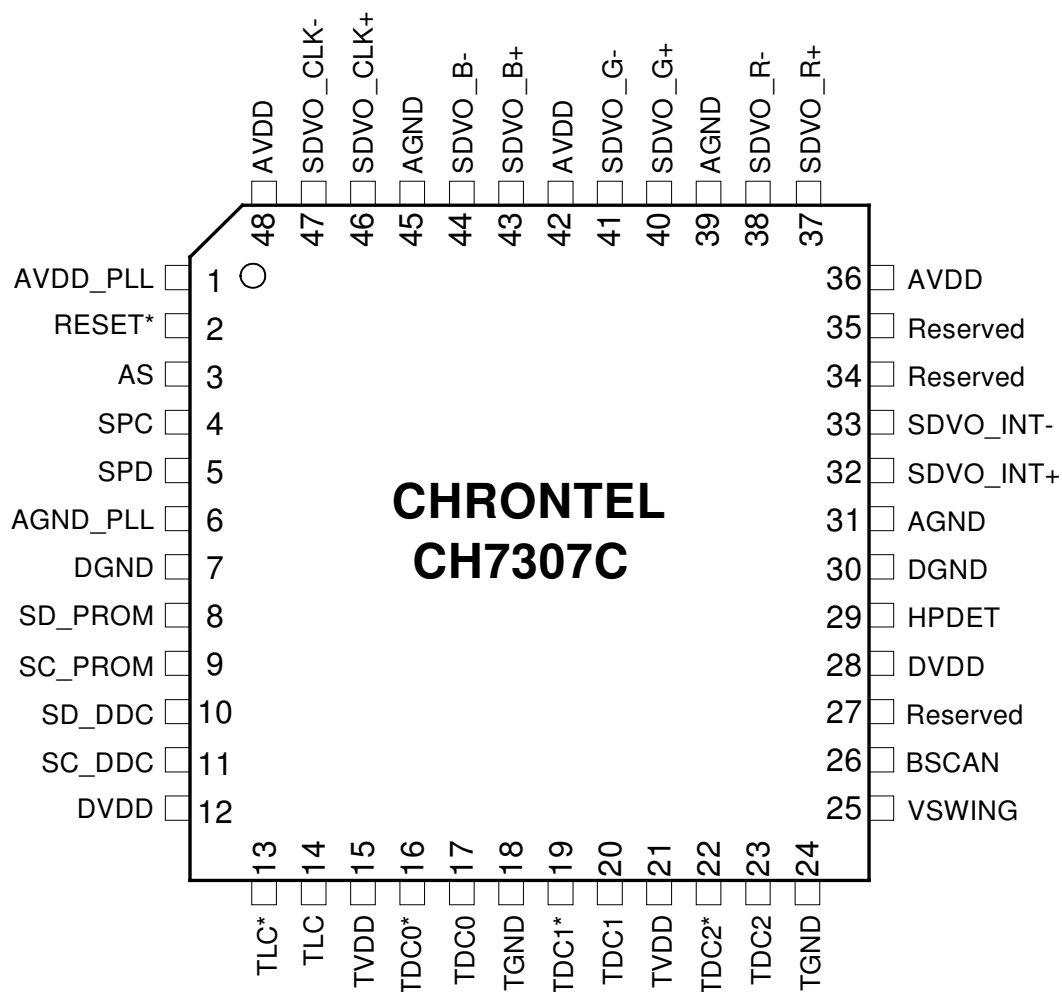 AVDD
SDVO_CLK-
SDVO_CLK+
AGND
SDVO_B-
SDVO_B+
AVDD
SDVO_G-
SDVO_G+
AGND
SDVO_R-
SDVO_R+
48 47 46 45 44 43 42 41 40 39 38 37
AVDD_PLL 1
RESET* 2
AS 3
SPC 4
SPD 5
AGND_PLL 6
DGND 7
SD_PROM 8
SC_PROM 9
SD_DDC 10
SC_DDC 11
DVDD 12
CHRONTEL
CH7307C
36 AVDD
35 Reserved
34 Reserved
33 SDVO_INT-
32 SDVO_INT+
31 AGND
30 DGND
29 HPDET
28 DVDD
27 Reserved
26 BSCAN
25 VSWING
13 14 15 16 17 18 19 20 21 22 23 24
TLC*
TLC
TVDD
TDC0*
TDC0
TGND
TDC1*
TDC1
TVDD
TDC2*
TDC2
TGND